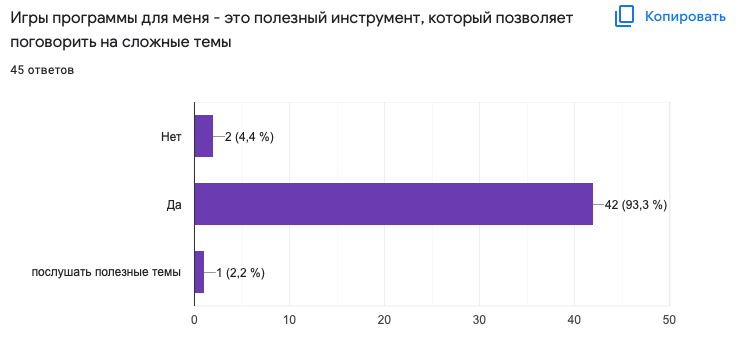 Игры программы для меня - это полезный инструмент, который позволяет
поговорить на сложные темы
Копировать
45 ответов
Нет
2 (4,4 %)
Да
42 (93,3 %)
послушать полезные темы
1 (2,2 %)
0 10 20 30 40 50